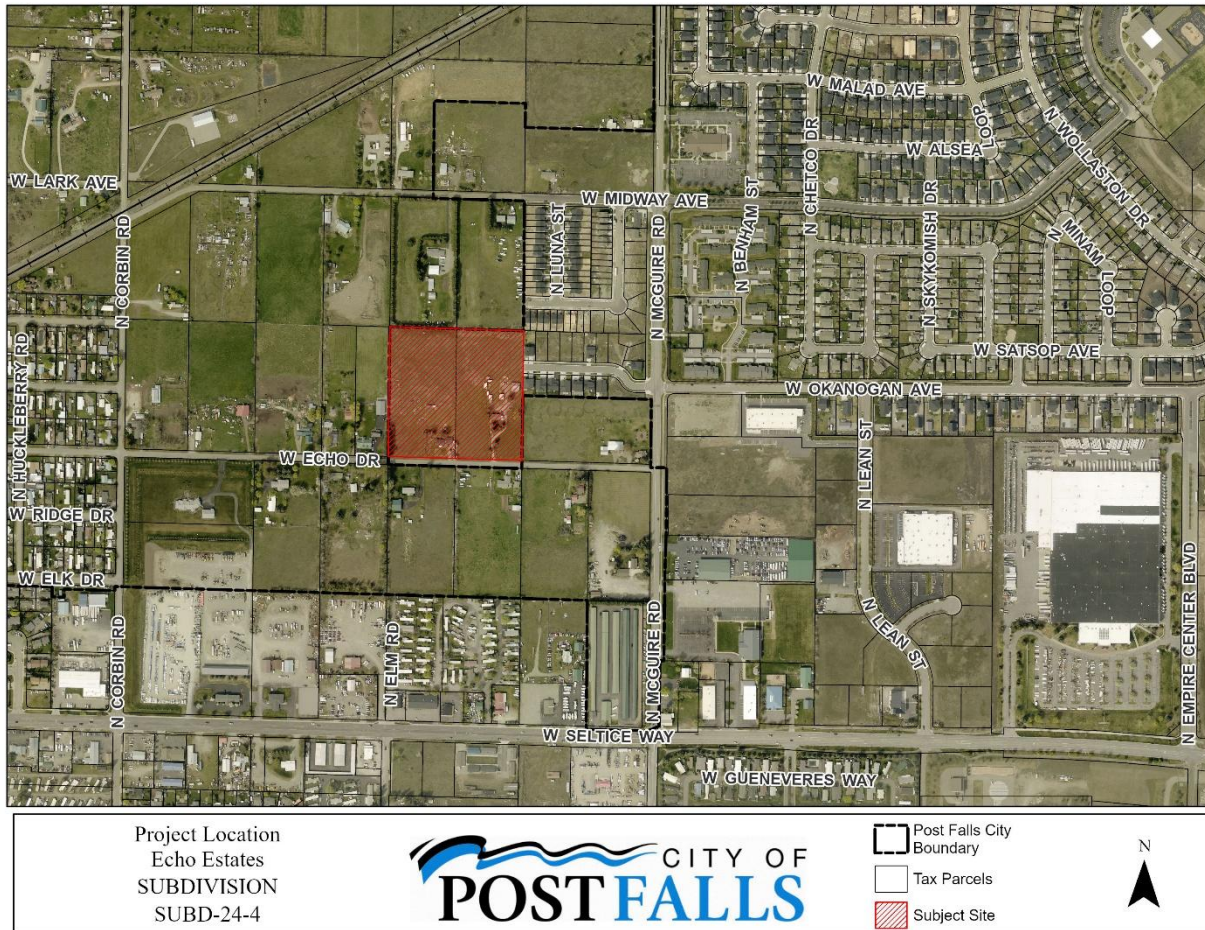 W MALAD AVE
W ALSEA
LOOP
N WOLLASTON DR
N CHETCO DR
W LARK AVE
W MIDWAY AVE
N CORBIN RD
N LUNA ST
N MCGUIRE RD
N BENHAM ST
N SKYKOMISH DR
N
MINAM LOOP
N HUCKLEBERRY RD
W SATSOP AVE
W OKANOGAN AVE
W ECHO DR
N LEAN ST
W RIDGE DR
W ELK DR
N CORBIN RD
N ELM RD
N MCGUIRE RD
N LEAN ST
N EMPIRE CENTER BLVD
W SELTICE WAY
W GUENEVERES WAY
Project Location
Echo Estates
SUBDIVISION
SUBD-24-4
CITY OF
POST FALLS
Post Falls City
Boundary
Tax Parcels
Subject Site
N